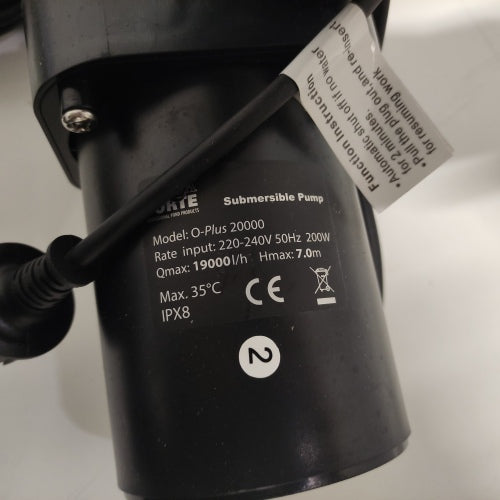 Submersible Pump
Model: O-Plus 20000
Rate input: 220-240V 50Hz 200W
Qmax: 19000l/h Hmax: 7.0m
Max. 35°C
IPX8
CE
2
Function instruction
•Automatic shut off if no water
for 2 minutes.
•Pull the plug out and re-insert
for resuming work